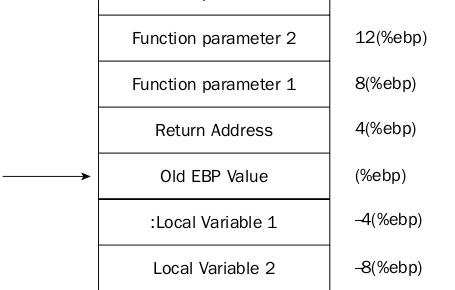 Function parameter 2 12(%ebp)
Function parameter 1 8(%ebp)
Return Address 4(%ebp)
Old EBP Value (%ebp)
:Local Variable 1 –4(%ebp)
Local Variable 2 –8(%ebp)